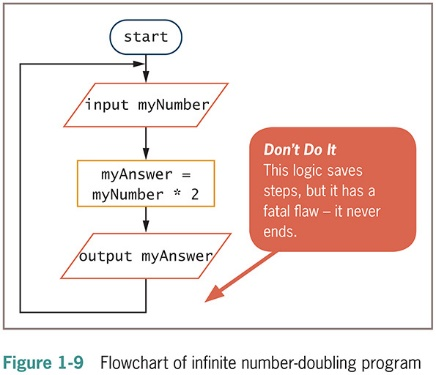 start
input myNumber
myAnswer =
myNumber * 2
output myAnswer
Don't Do It
This logic saves
steps, but it has a
fatal flaw – it never
ends.
Figure 1-9 Flowchart of infinite number-doubling program